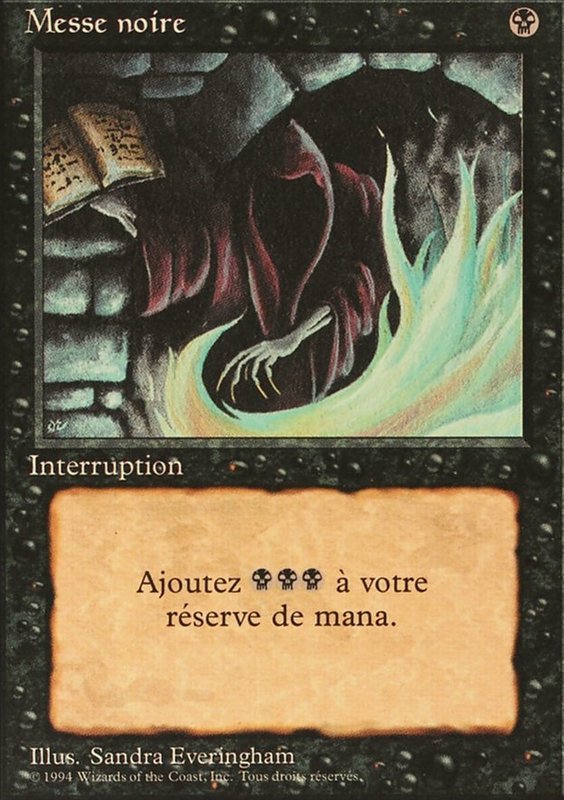 Messe noire
Interruption
Ajoutez à votre
réserve de mana.
Illus. Sandra Everingham
© 1994 Wizards of the Coast, Inc. Tous droits réservés.